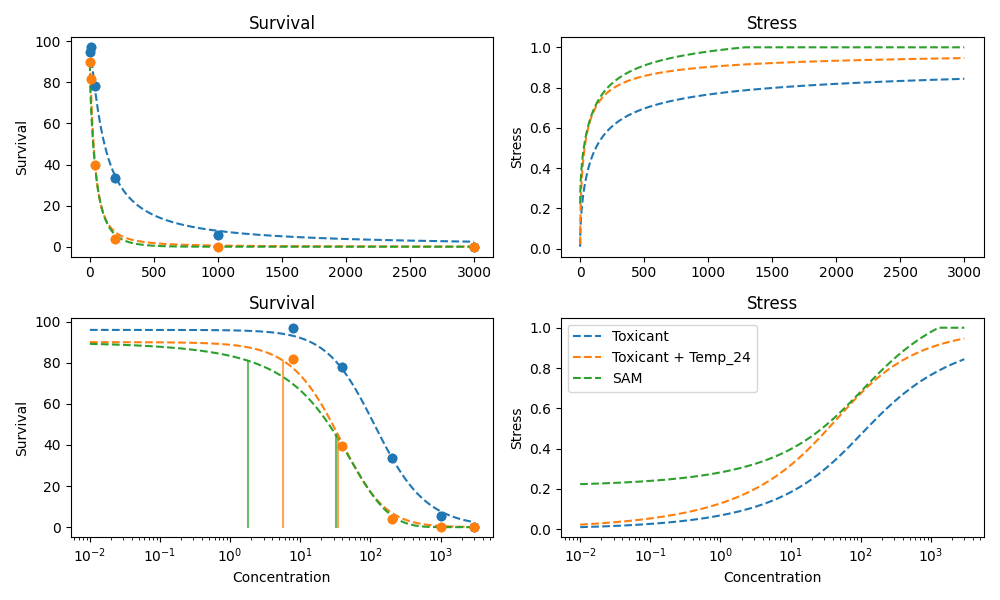 Survival
Survival
100
80
60
40
20
0
0 500 1000 1500 2000 2500 3000
Stress
Stress
1.0
0.8
0.6
0.4
0.2
0.0
0 500 1000 1500 2000 2500 3000
Survival
Survival
100
80
60
40
20
0
10⁻² 10⁻¹ 10⁰ 10¹ 10² 10³
Concentration
Stress
Stress
1.0
0.8
0.6
0.4
0.2
0.0
Toxicant
Toxicant + Temp_24
SAM
10⁻² 10⁻¹ 10⁰ 10¹ 10² 10³
Concentration